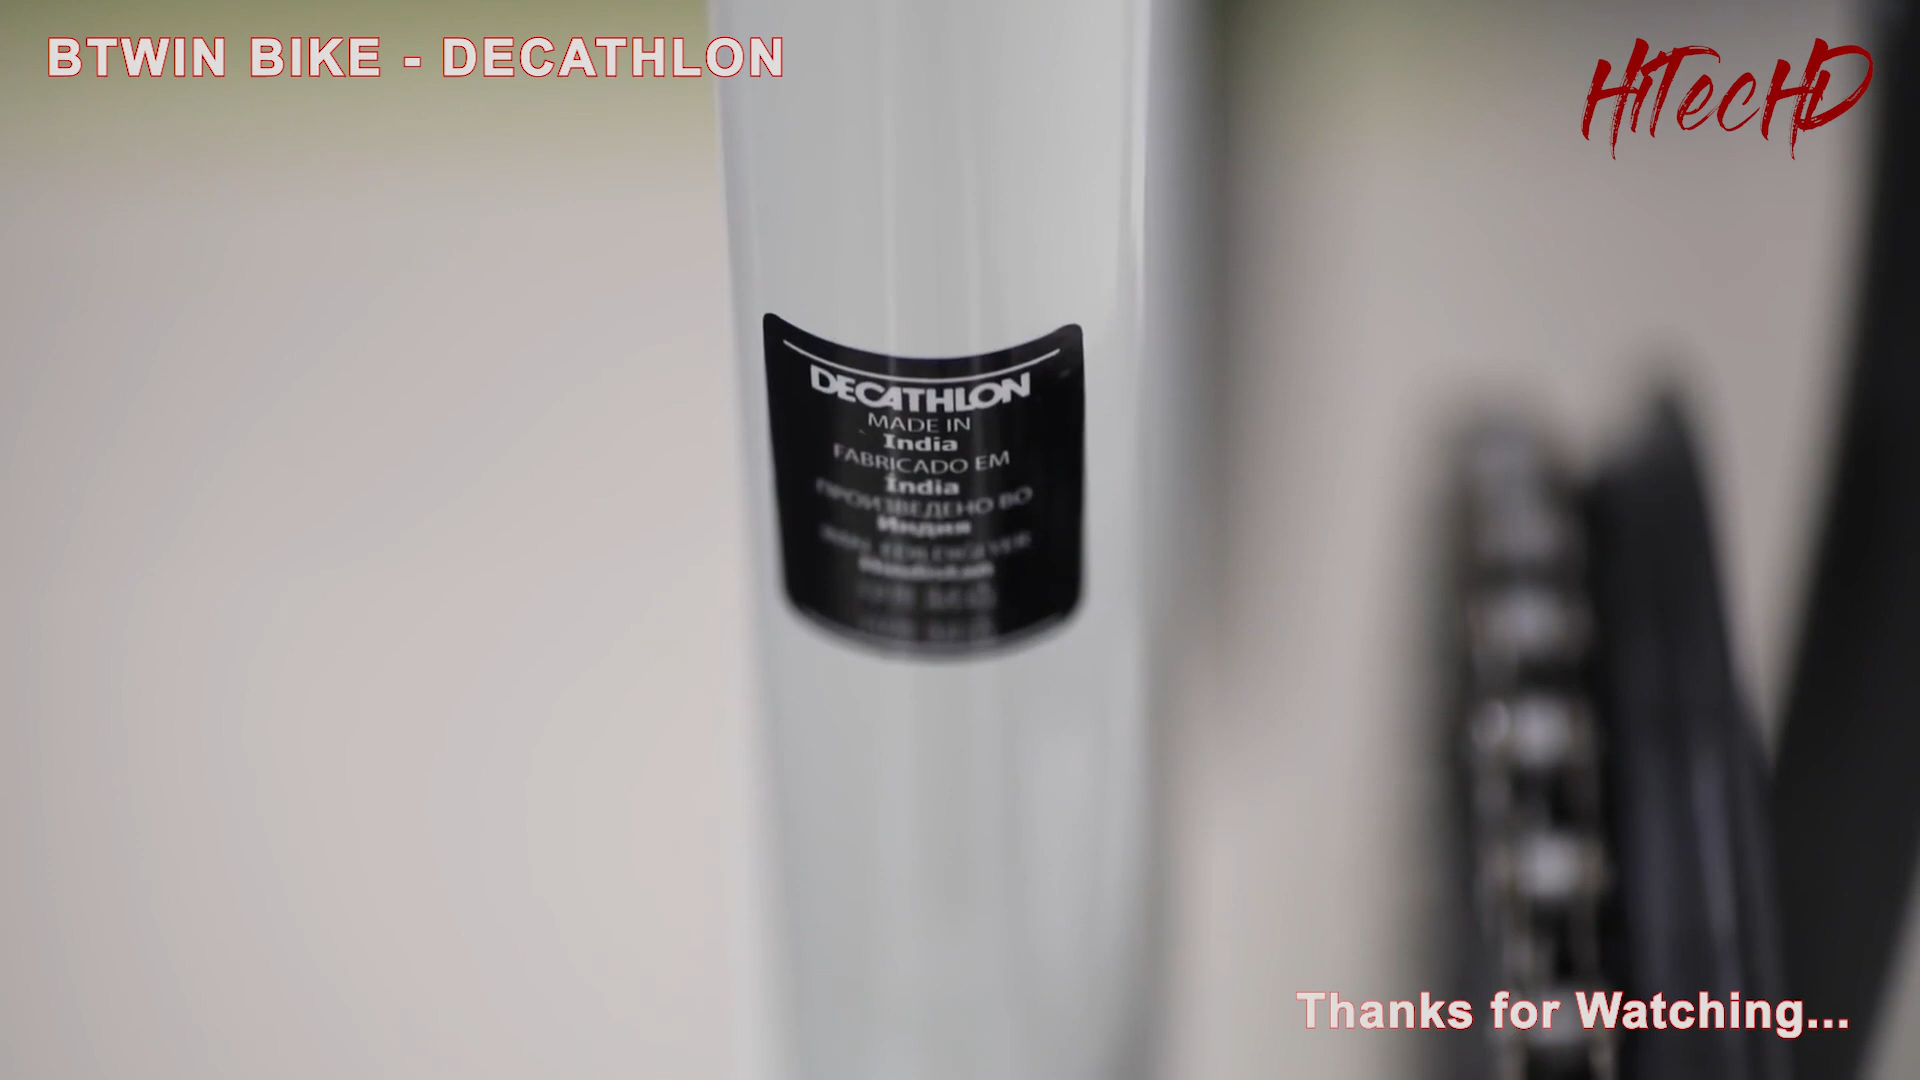 BTWIN BIKE - DECATHLON
HiTecHD
DECATHLON
MADE IN
India
FABRICADO EM
Índia
ПРОИЗВЕДЕНО ВО
Индия
Thanks for Watching...